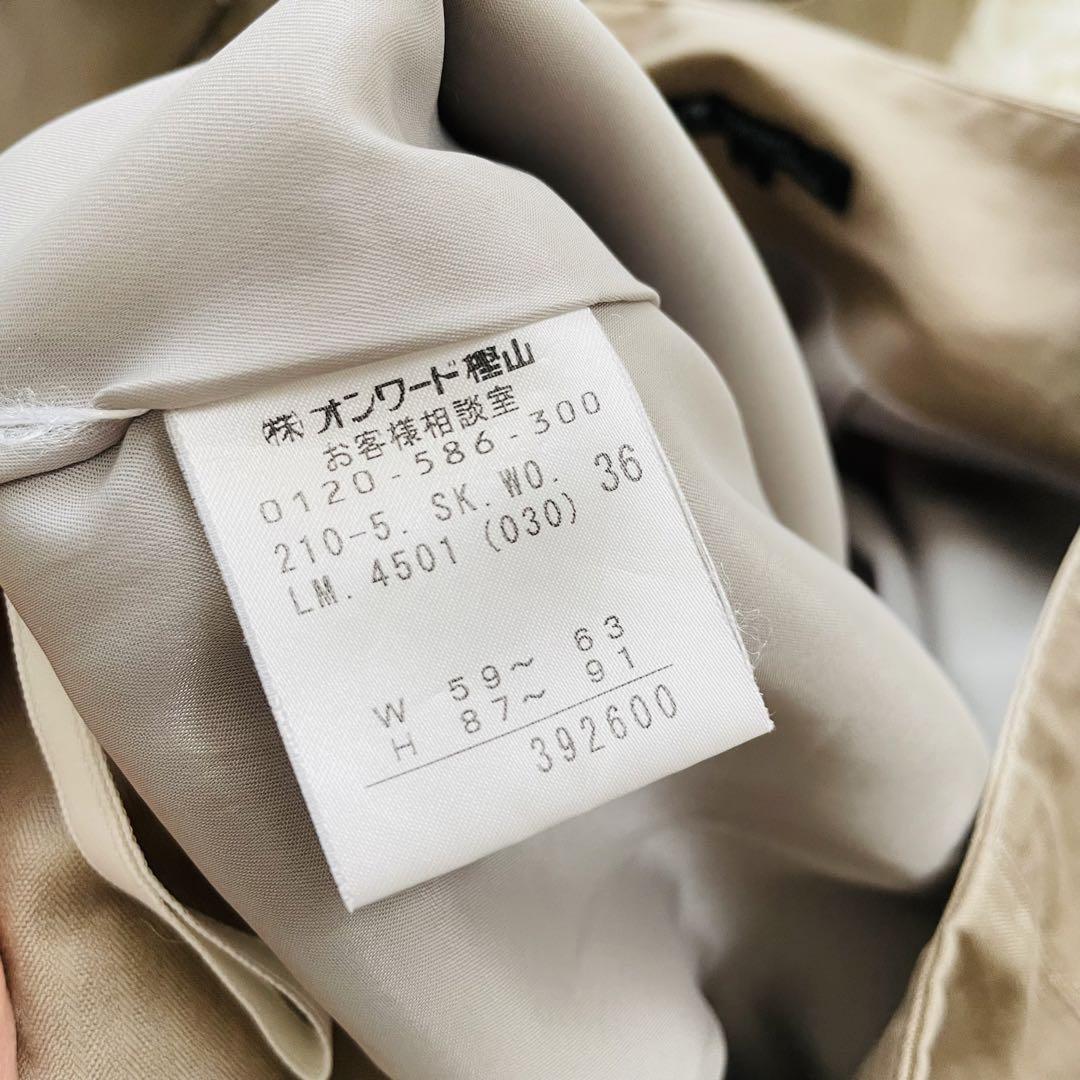 ㈱オンワード樫山
お客様相談室
0120-586-300
210-5. SK. WO. 36
LM. 4501 (030)
W 59～ 63
H 87～ 91
392600